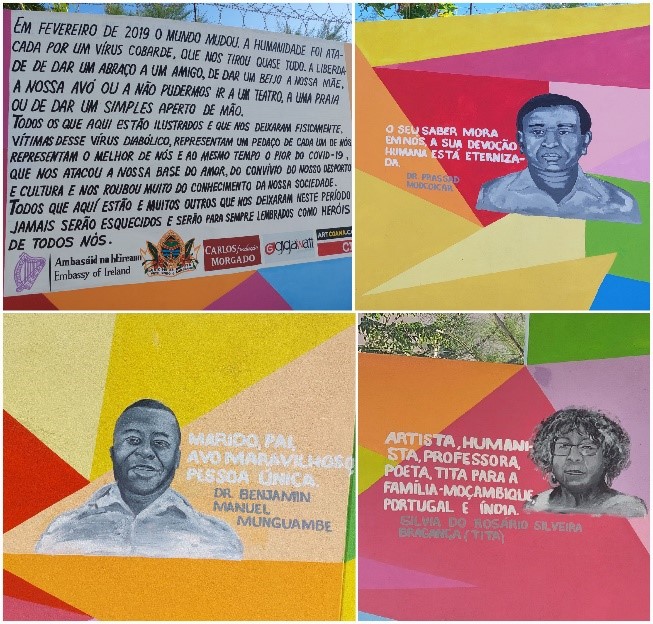 EM FEVEREIRO DE 2019 O MUNDO MUDOU. A HUMANIDADE FOI ATA-
CADA POR UM VÍRUS COBARDE, QUE NOS TIROU QUASE TUDO. A LIBERDA-
DE DE DAR UM ABRAÇO A UM AMIGO, DE DAR UM BEIJO A NOSSA MÃE,
A NOSSA AVÓ OU A NÃO PUDERMOS IR A UM TEATRO, A UMA PRAIA
OU DE DAR UM SIMPLES APERTO DE MÃO.
TODOS OS QUE AQUI ESTÃO ILUSTRADOS E QUE NOS DEIXARAM FISICAMENTE.
VÍTIMAS DESSE VÍRUS DIABÓLICO, REPRESENTAM UM PEDAÇO DE CADA UM DE NÓS
REPRESENTAM O MELHOR DE NÓS E AO MESMO TEMPO O PIOR DO COVID-19,
QUE NOS ATACOU A NOSSA BASE DO AMOR, DO CONVÍVIO DO NOSSO DESPORTO
E CULTURA E NOS ROUBOU MUITO DO CONHECIMENTO DA NOSSA SOCIEDADE.
TODOS QUE AQUI ESTÃO E MUITOS OUTROS QUE NOS DEIXARAM NESTE PERÍODO
JAMAIS SERÃO ESQUECIDOS E SERÃO PARA SEMPRE LEMBRADOS COMO HERÓIS
DE TODOS NÓS.
Ambasáid na hÉireann
Embassy of Ireland
CARLOS fundação
MORGADO
gigawatt
O SEU SABER MORA
EM NÓS, A SUA DEVOÇÃO
HUMANA ESTÁ ETERNIZA-
DA.
DR. FRASSAD
MOOCOICAR
MARIDO, PAI,
AVO MARAVILHOSO
PESSOA ÚNICA.
DR. BENJAMIN
MANUEL
MUNGUAMBE
ARTISTA, HUMANI-
STA, PROFESSORA
POETA, TITA PARA A
FAMÍLIA-MOÇAMBIQUE
PORTUGAL E ÍNDIA.
SILVIA DO ROSÁRIO SILVEIRA
BRAGANÇA (TITA)